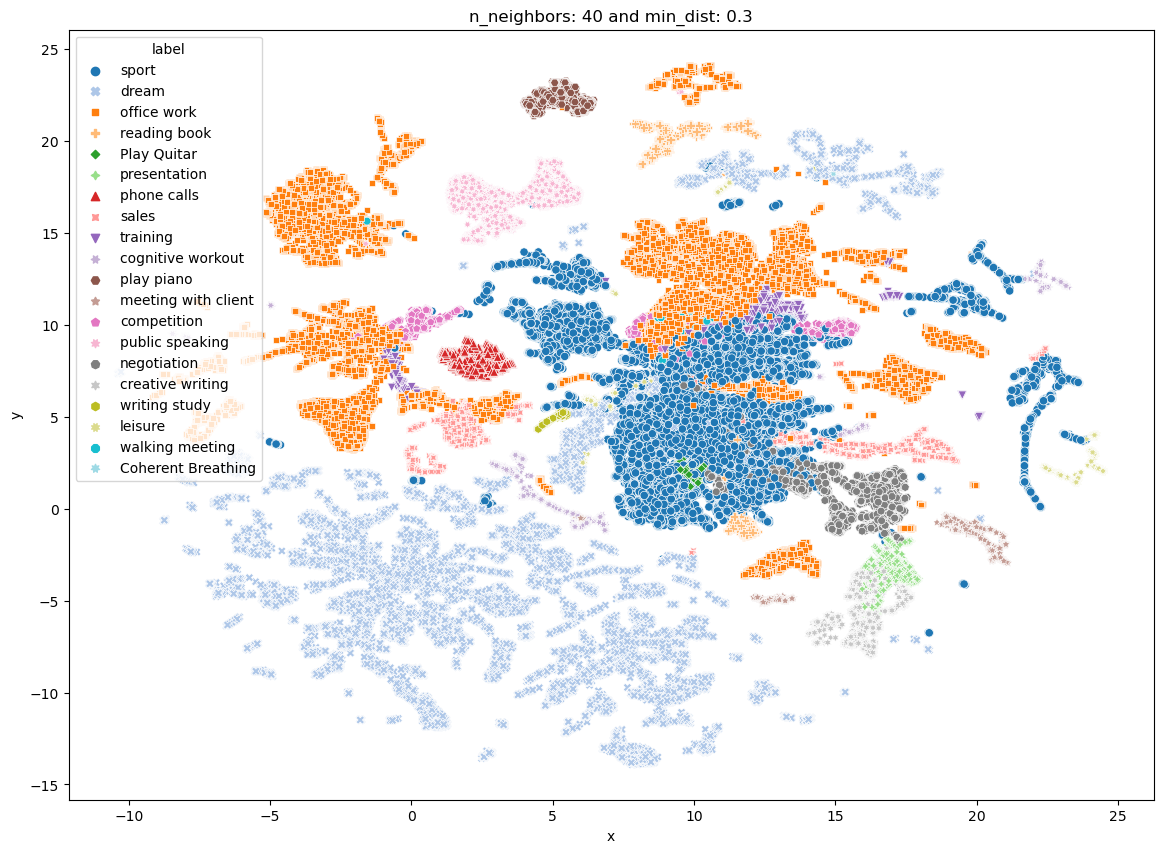 n_neighbors: 40 and min_dist: 0.3
label
sport
dream
office work
reading book
Play Quitar
presentation
phone calls
sales
training
cognitive workout
play piano
meeting with client
competition
public speaking
negotiation
creative writing
writing study
leisure
walking meeting
Coherent Breathing
25
20
15
10
5
0
−5
−10
−15
y
−10
−5
0
5
10
15
20
25
x